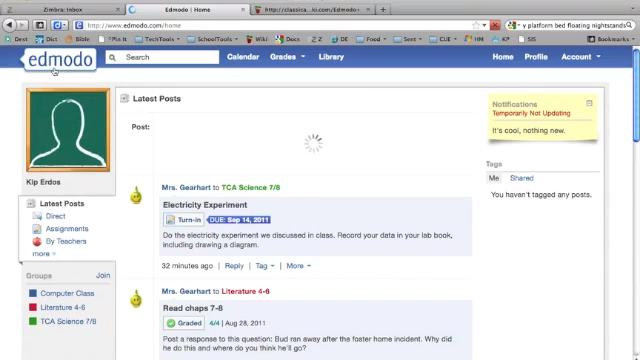 Zimbra: Inbox
Edmodo | Home
http://classica...ki.com/Edmodo+
http://www.edmodo.com/home
y platform bed floating nightstands
Dest
Dict
Bib
"Pin It
TechTools
SchoolTools
Wiki
Docs
Food
CUE
HM
KP
SIS
Bookmarks
edmodo
Search
Calendar
Grades
Library
Home
Profile
Account
Latest Posts
Post:
Notifications
Temporarily Not Updating
It's cool, nothing new.
Tags
Me
Shared
You haven't tagged any posts.
Kip Erdos
Latest Posts
Direct
Assignments
By Teachers
more
Groups
Join
Computer Class
Literature 4-6
TCA Science 7/8
Mrs. Gearhart to TCA Science 7/8
Electricity Experiment
Turn-in
DUE: Sep 14, 2011
Do the electricity experiment we discussed in class. Record your data in your lab book,
including drawing a diagram.
32 minutes ago | Reply | Tag | More
Mrs. Gearhart to Literature 4-6
Read chaps 7-8
Graded
4/4 | Aug 28, 2011
Post a response to this question: Bud ran away after the foster home incident. Why did
he do this and where do you think he'll go?